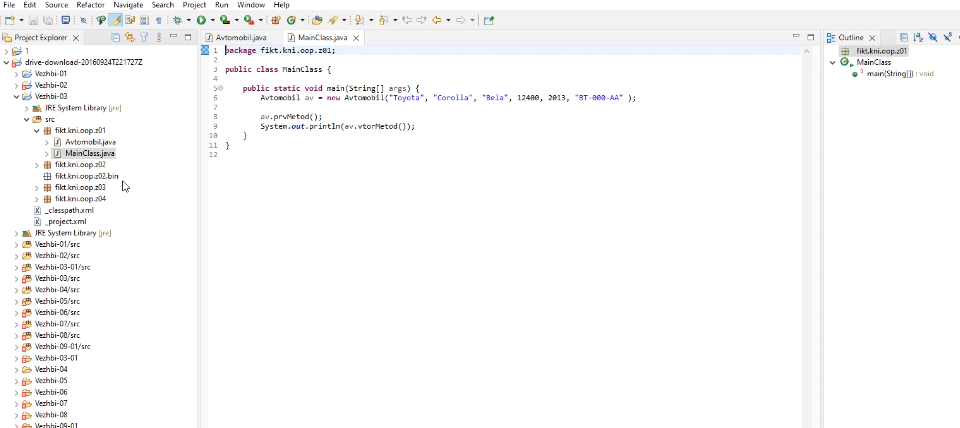 File Edit Source Refactor Navigate Search Project Run Window Help
Project Explorer
1
drive-download-20160924T221727Z
Vezhbi-01
Vezhbi-02
Vezhbi-03
JRE System Library [jre]
src
fikt.kni.oop.z01
Avtomobil.java
MainClass.java
fikt.kni.oop.z02
fikt.kni.oop.z02.bin
fikt.kni.oop.z03
fikt.kni.oop.z04
_classpath.xml
_project.xml
JRE System Library [jre]
Vezhbi-01/src
Vezhbi-02/src
Vezhbi-03-01/src
Vezhbi-03/src
Vezhbi-04/src
Vezhbi-05/src
Vezhbi-06/src
Vezhbi-07/src
Vezhbi-08/src
Vezhbi-09-01/src
Vezhbi-03-01
Vezhbi-04
Vezhbi-05
Vezhbi-06
Vezhbi-07
Vezhbi-08
Vezhbi-09-01
Avtomobil.java MainClass.java
1 package fikt.kni.oop.z01;
2
3 public class MainClass {
4
5 public static void main(String[] args) {
6 Avtomobil av = new Avtomobil("Toyota", "Corolla", "Bela", 12400, 2013, "BT-000-AA" );
7
8 av.prvMetod();
9 System.out.println(av.vtorMetod());
10 }
11 }
12
Outline
fikt.kni.oop.z01
MainClass
main(String[]) : void